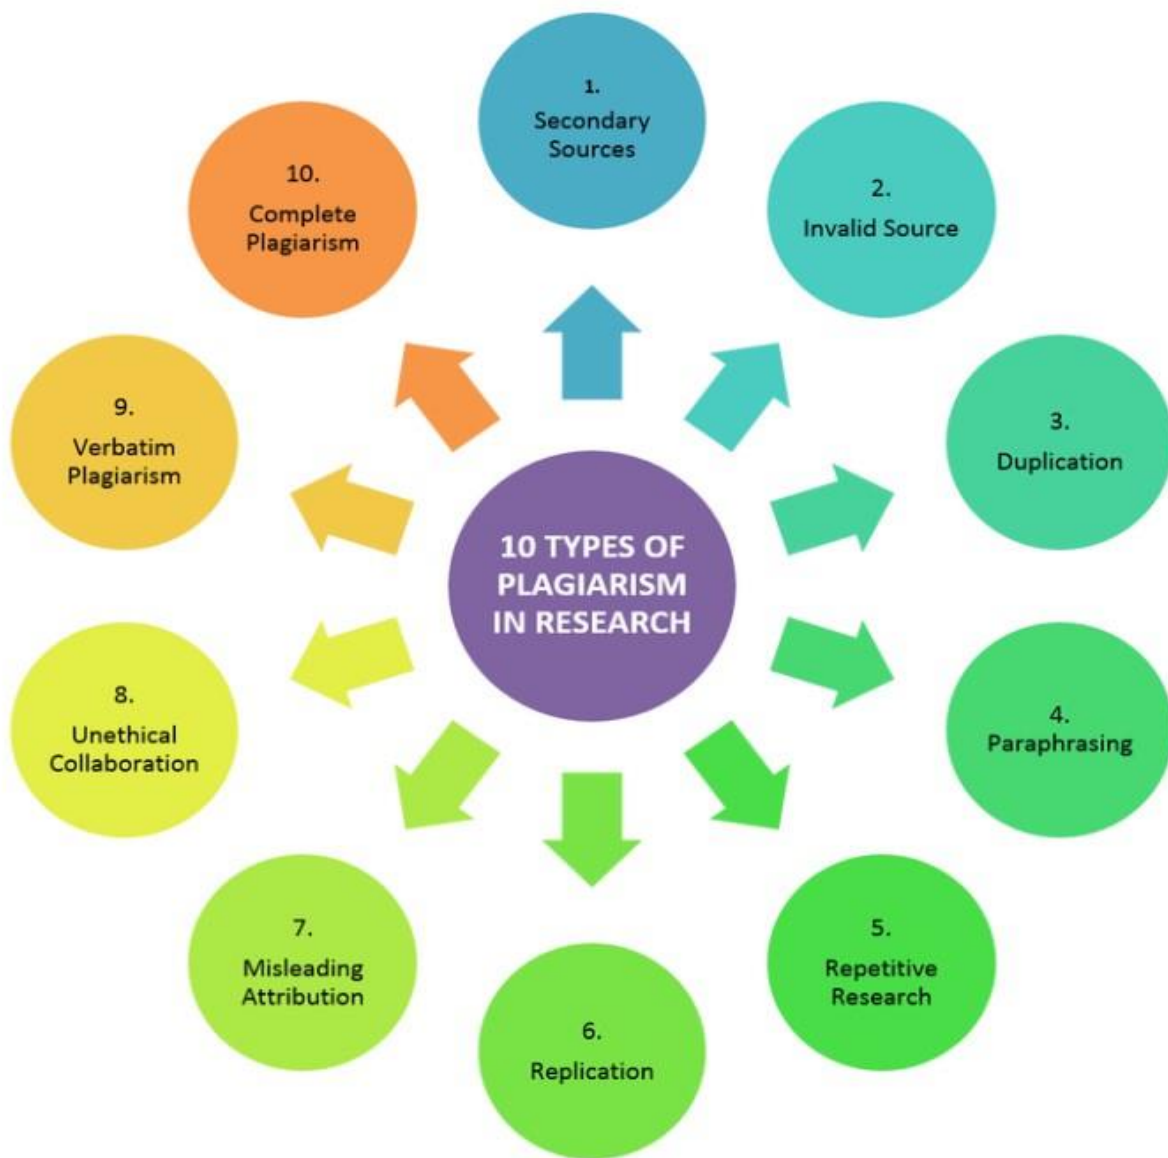 10 TYPES OF
PLAGIARISM
IN RESEARCH
1.
Secondary
Sources
2.
Invalid Source
3.
Duplication
4.
Paraphrasing
5.
Repetitive
Research
6.
Replication
7.
Misleading
Attribution
8.
Unethical
Collaboration
9.
Verbatim
Plagiarism
10.
Complete
Plagiarism